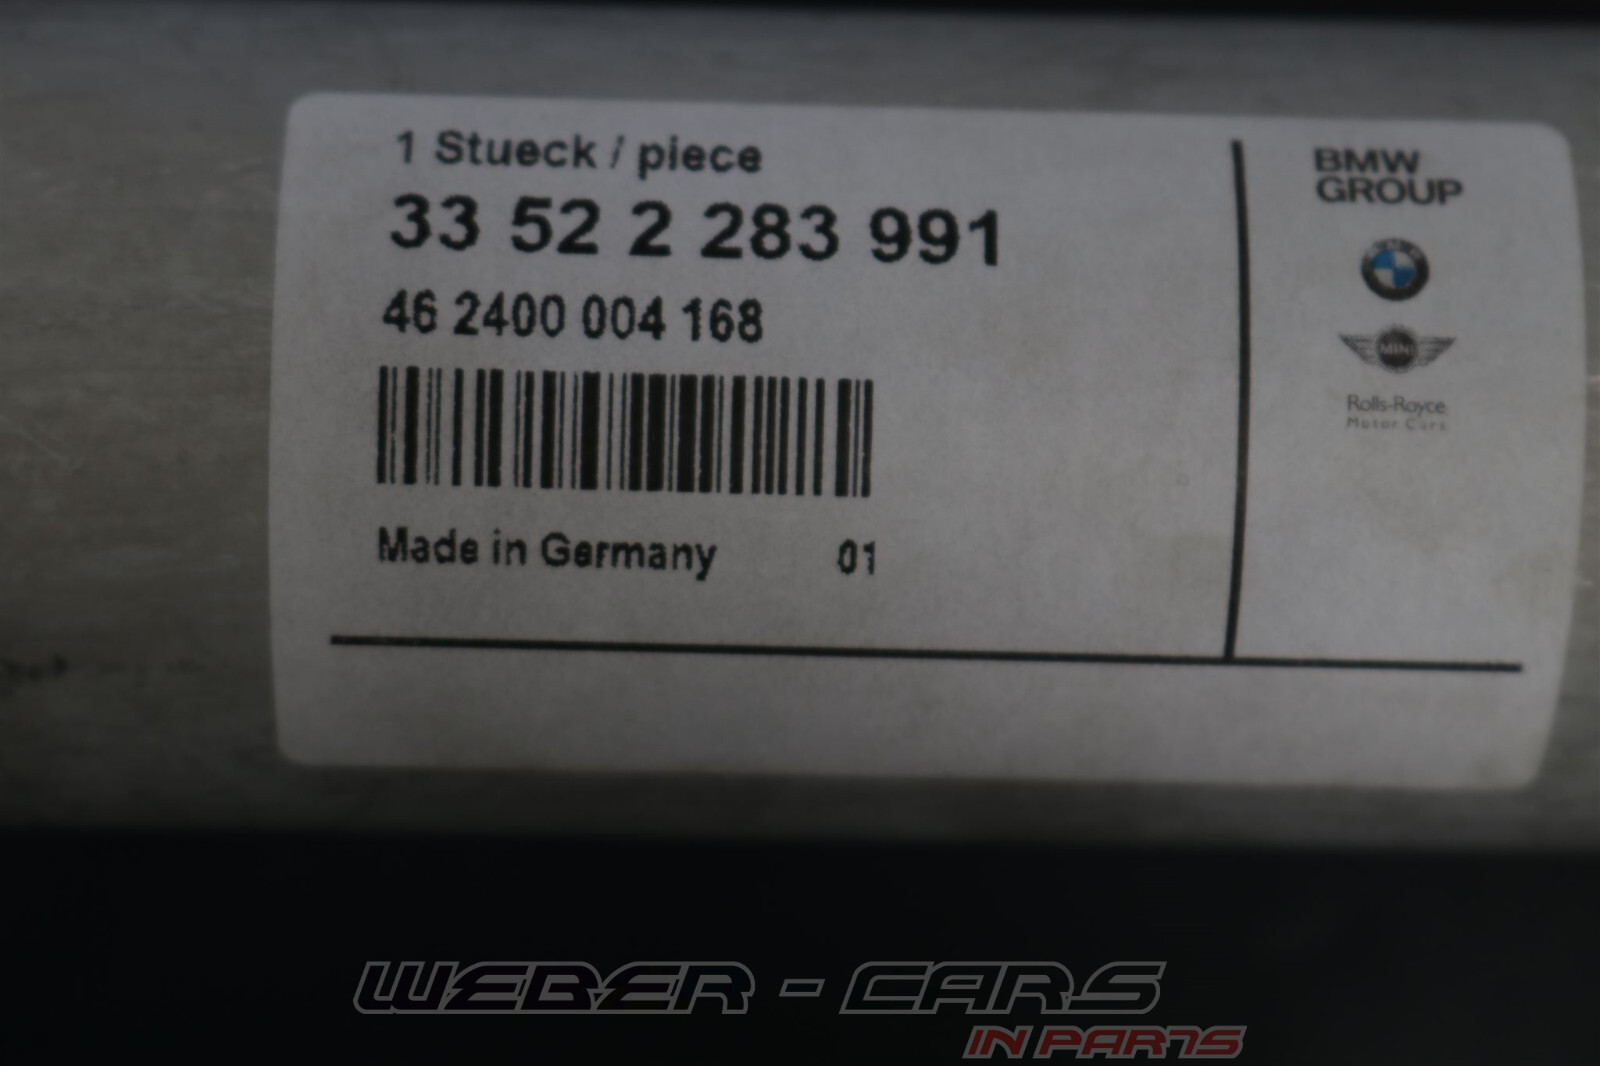 1 Stueck / piece
33 52 2 283 991
46 2400 004 168
Made in Germany 01
BMW
GROUP
MINI
Rolls-Royce
Motor Cars
WEBER - CARS
IN PARTS